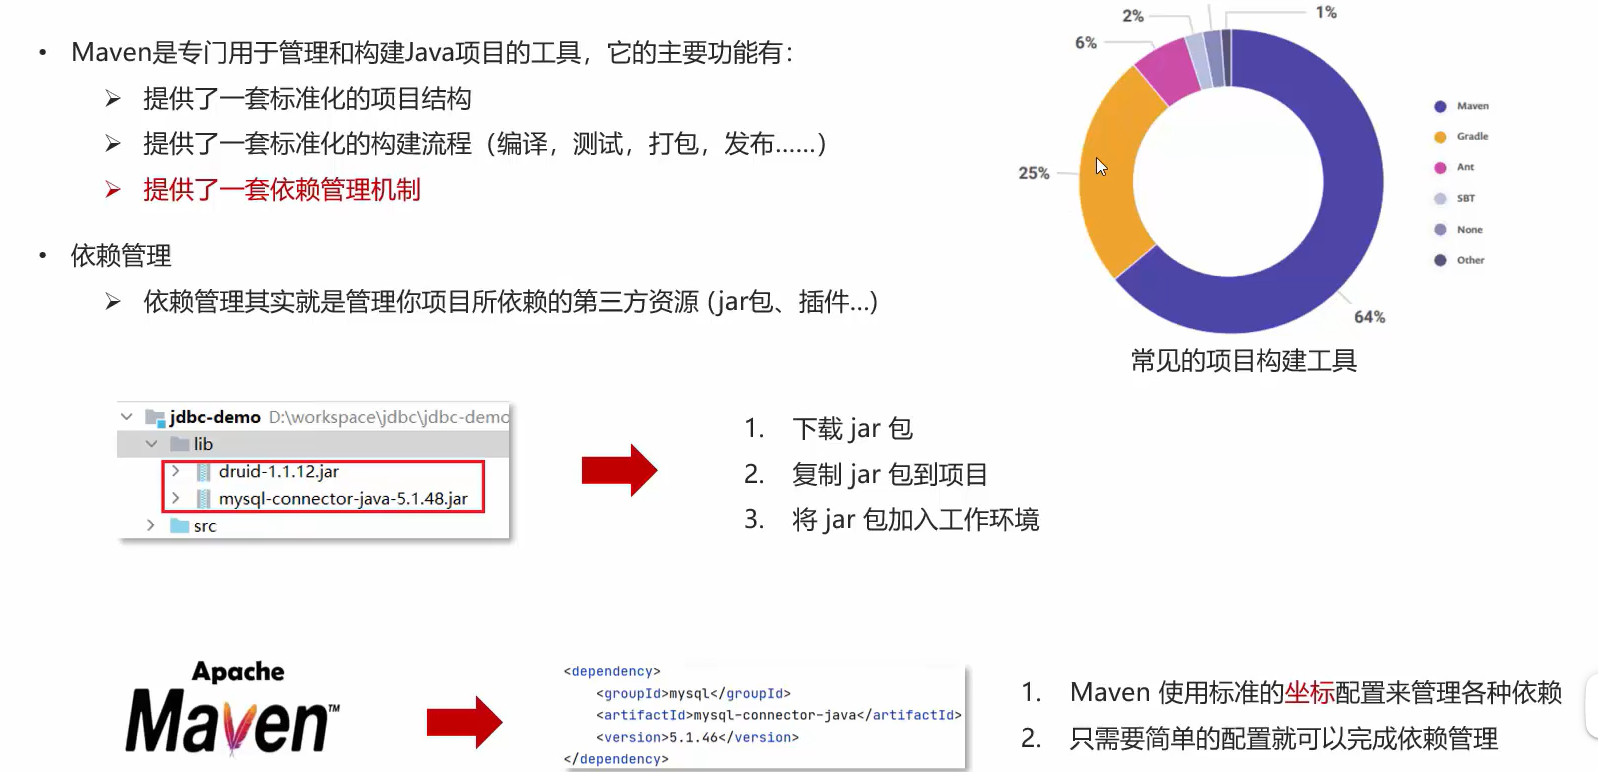 • Maven是专门用于管理和构建Java项目的工具，它的主要功能有：
➢ 提供了一套标准化的项目结构
➢ 提供了一套标准化的构建流程（编译，测试，打包，发布……）
➢ 提供了一套依赖管理机制
• 依赖管理
➢ 依赖管理其实就是管理你项目所依赖的第三方资源 (jar包、插件…)
2%
1%
6%
25%
64%
Maven
Gradle
Ant
SBT
None
Other
常见的项目构建工具
jdbc-demo D:\workspace\jdbc\jdbc-demo
lib
druid-1.1.12.jar
mysql-connector-java-5.1.48.jar
src
1. 下载 jar 包
2. 复制 jar 包到项目
3. 将 jar 包加入工作环境
Apache
Maven™
<dependency>
<groupId>mysql</groupId>
<artifactId>mysql-connector-java</artifactId>
<version>5.1.46</version>
</dependency>
1. Maven 使用标准的坐标配置来管理各种依赖
2. 只需要简单的配置就可以完成依赖管理